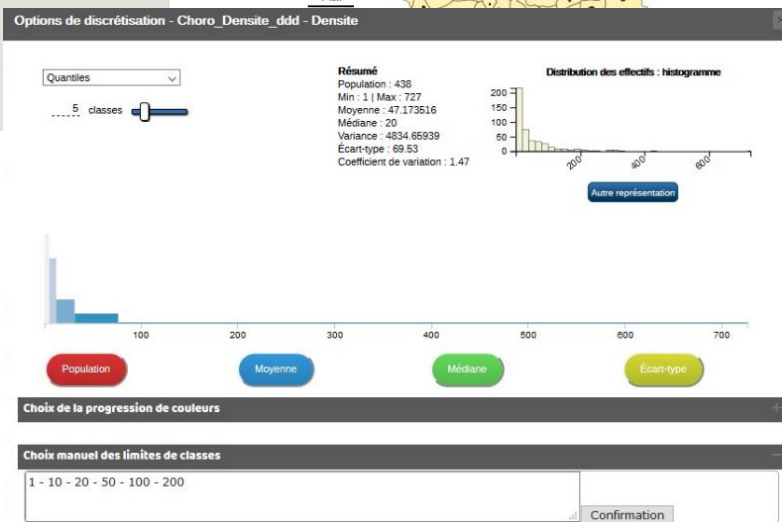 Options de discrétisation - Choro_Densite_ddd - Densite
Quantiles
5 classes
Résumé
Population : 438
Min : 1 | Max : 727
Moyenne : 47.173516
Médiane : 20
Variance : 4834.65939
Écart-type : 69.53
Coefficient de variation : 1.47
Distribution des effectifs : histogramme
200
150
100
50
0
200 400 600
Autre représentation
100 200 300 400 500 600 700
Population Moyenne Médiane Écart-type
Choix de la progression de couleurs +
Choix manuel des limites de classes −
1 - 10 - 20 - 50 - 100 - 200
Confirmation